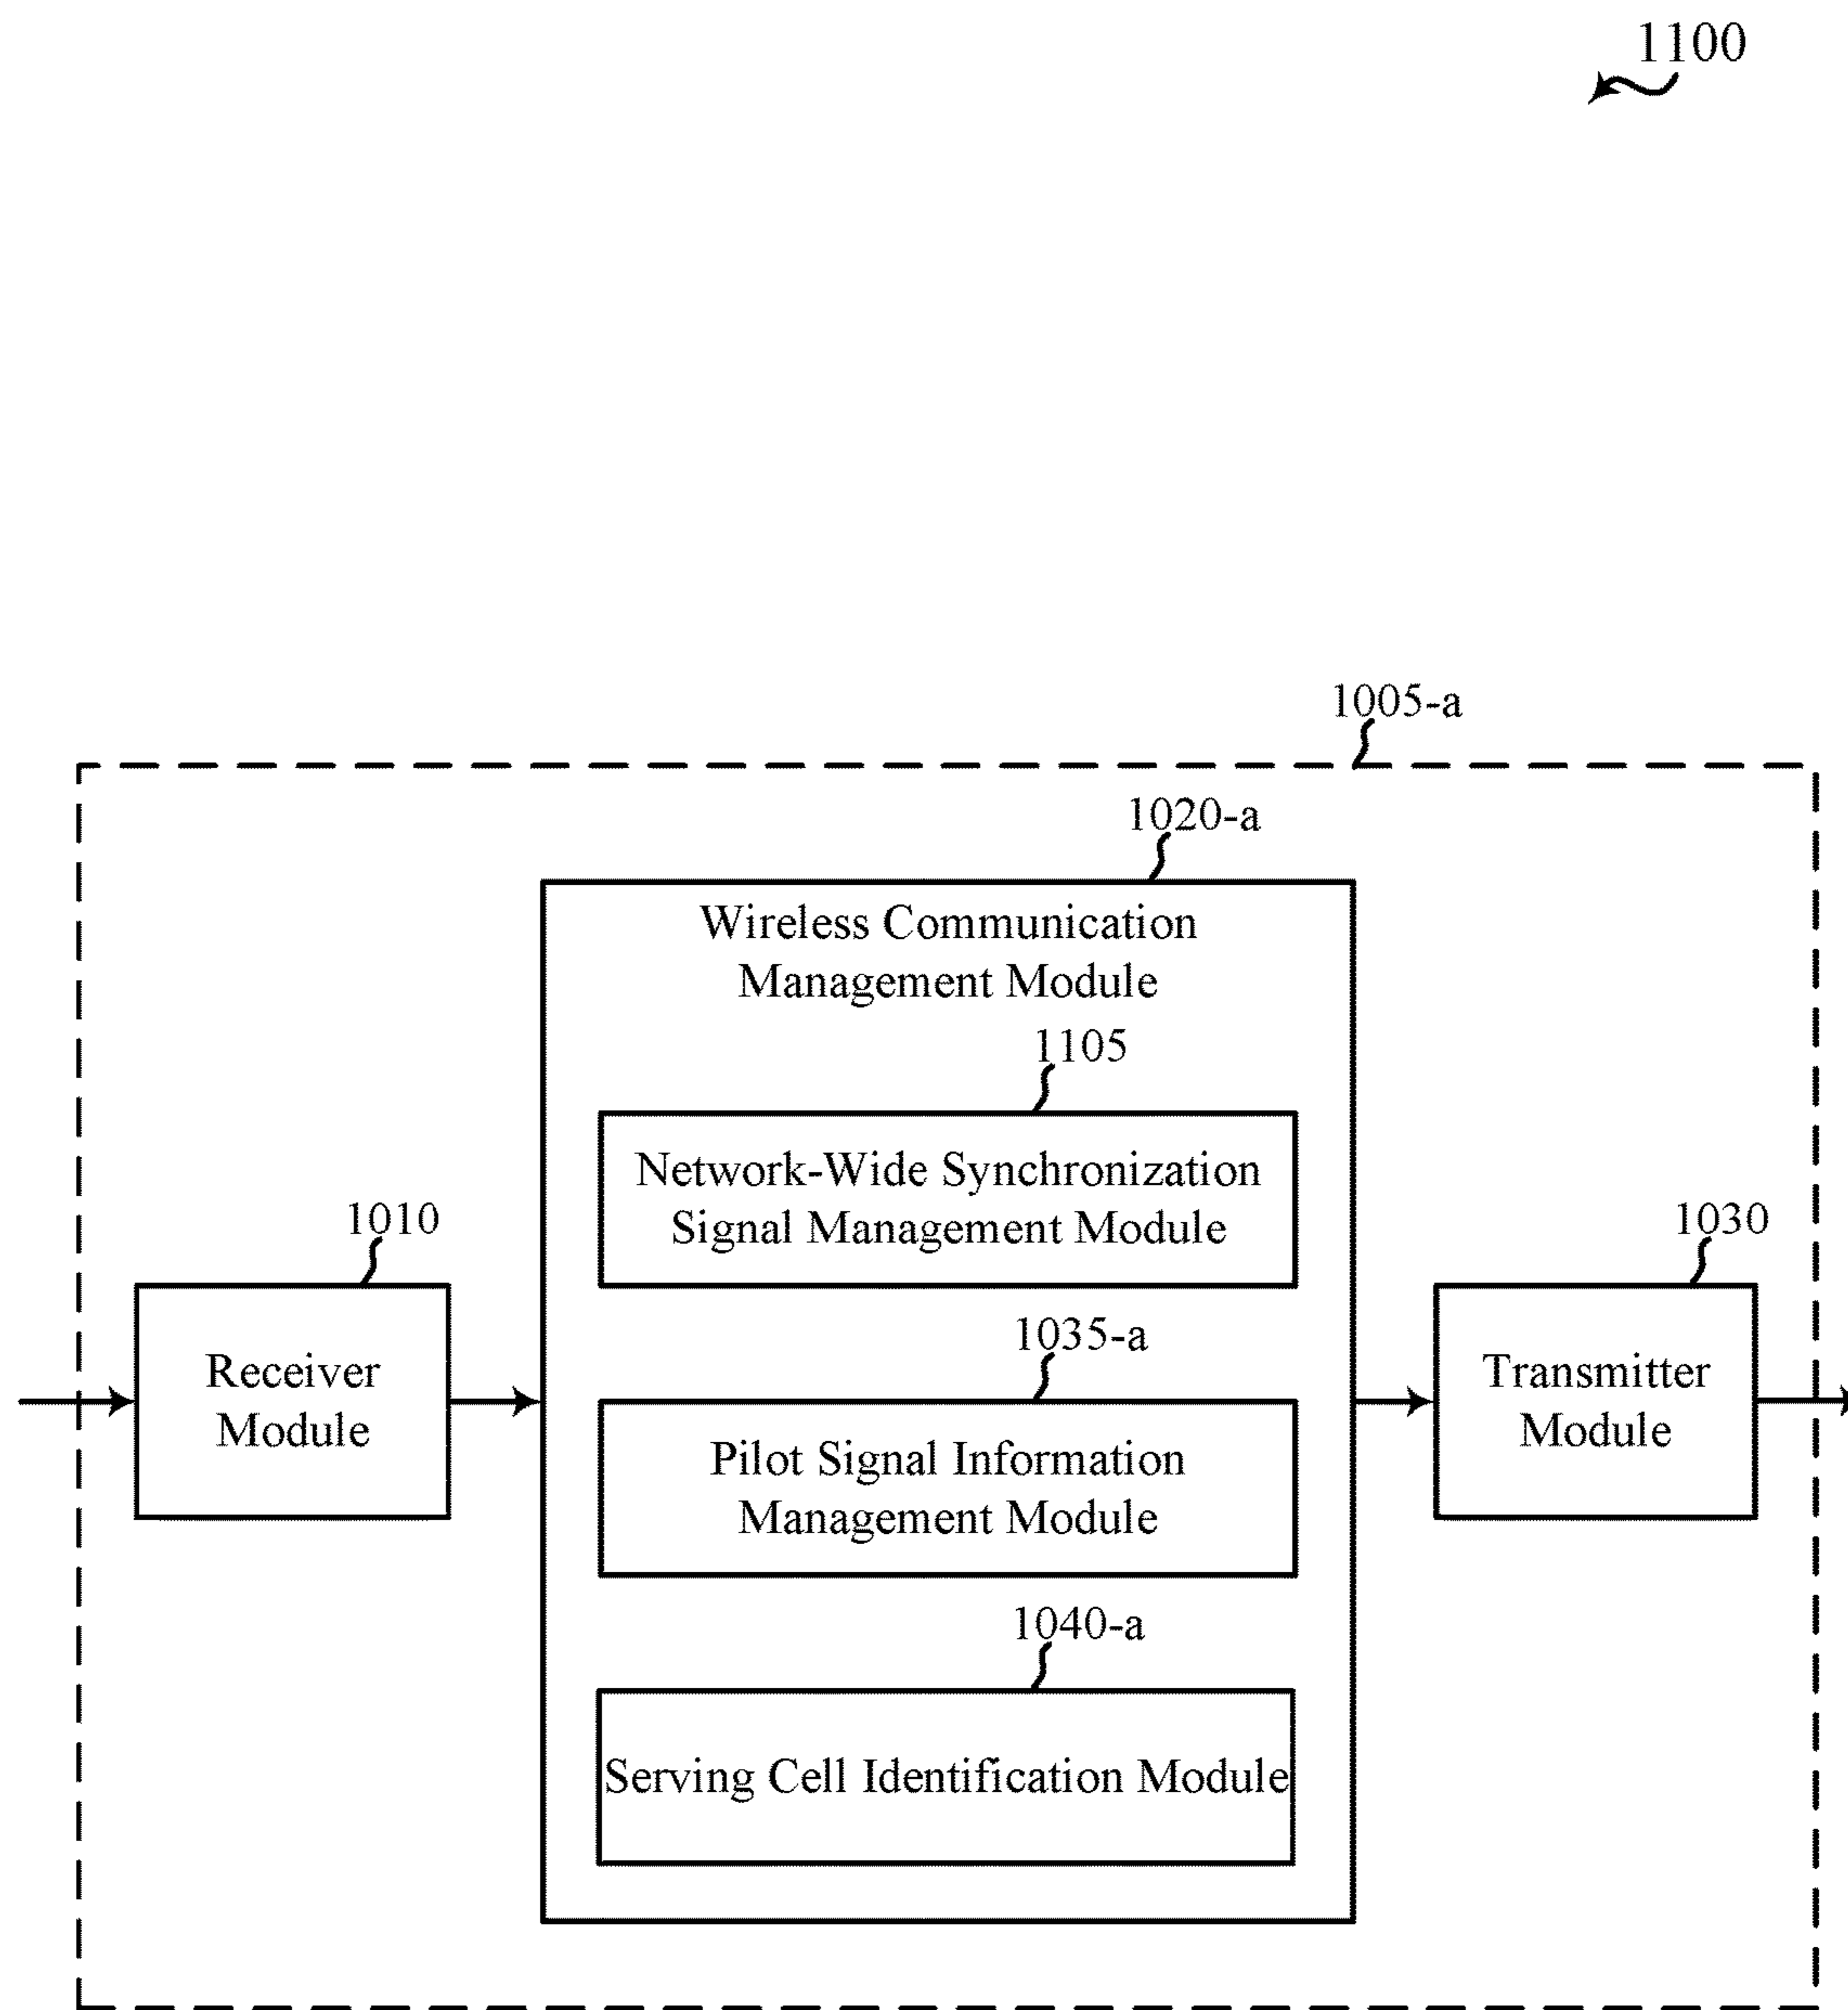 1100
1005-a
1020-a
Wireless Communication
Management Module
1105
Network-Wide Synchronization
Signal Management Module
1010
Receiver
Module
1035-a
Pilot Signal Information
Management Module
1030
Transmitter
Module
1040-a
Serving Cell Identification Module